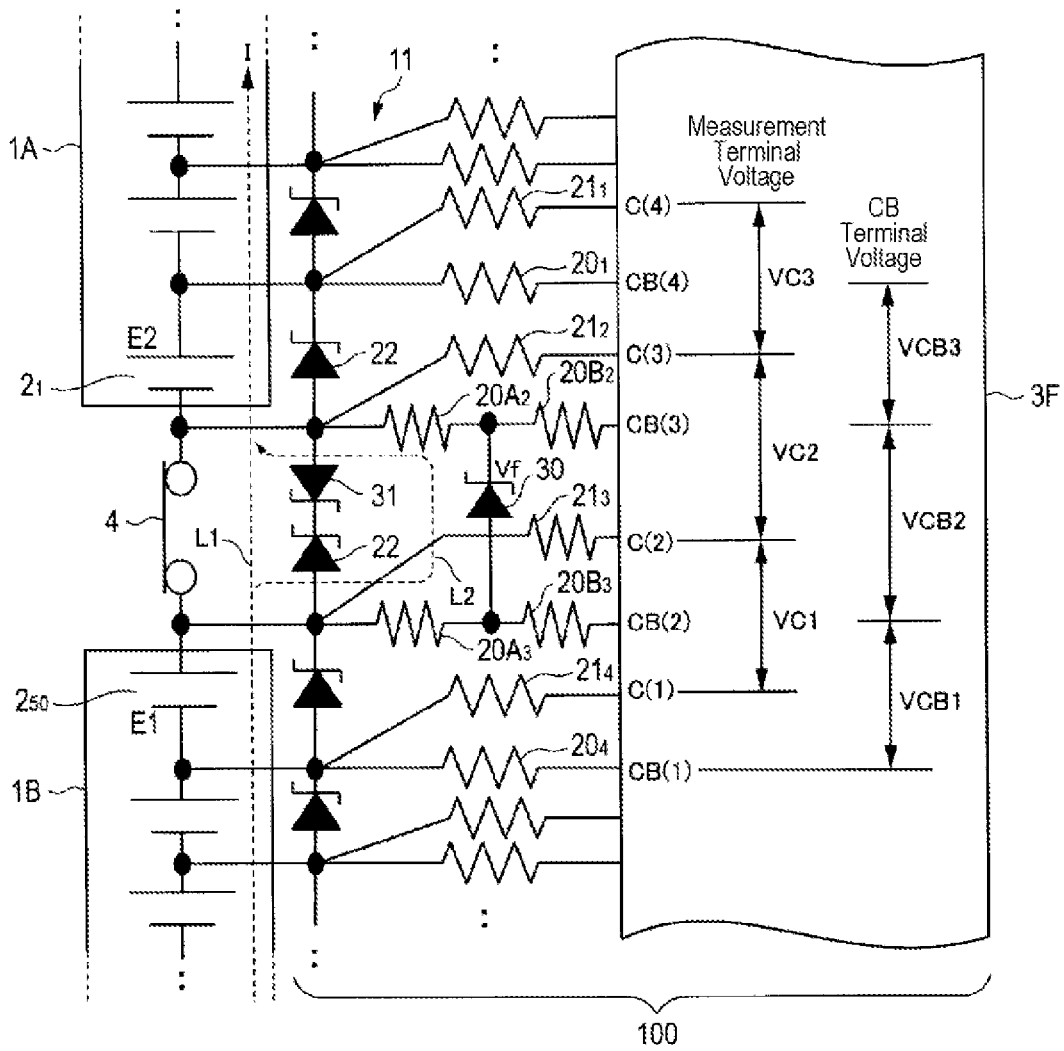 I
11
1A
Measurement
Terminal
Voltage
21₁
C(4)
CB
Terminal
Voltage
20₁
CB(4)
VC3
E2
21₂
22
C(3)
VCB3
2₁
20A₂
20B₂
3F
CB(3)
Vf
30
VC2
31
21₃
4
VCB2
L1
22
C(2)
L2
20B₃
CB(2)
VC1
20A₃
21₄
2₅₀
C(1)
VCB1
E1
20₄
CB(1)
1B
100